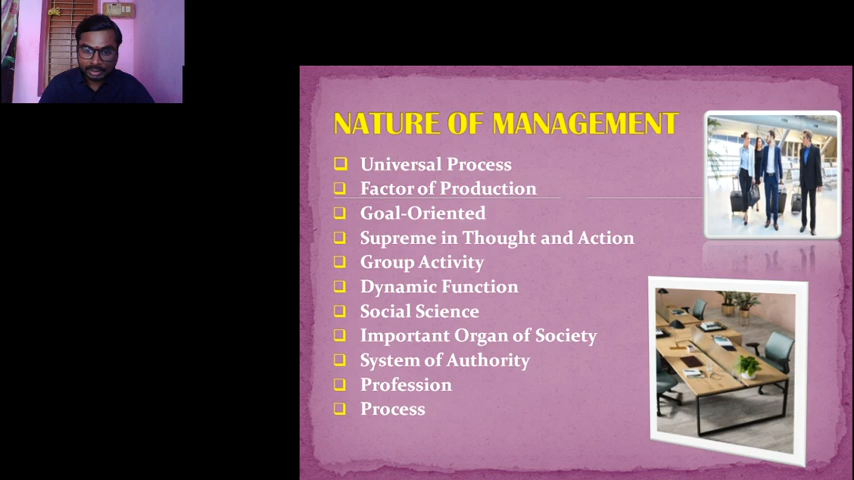 NATURE OF MANAGEMENT
Universal Process
Factor of Production
Goal-Oriented
Supreme in Thought and Action
Group Activity
Dynamic Function
Social Science
Important Organ of Society
System of Authority
Profession
Process